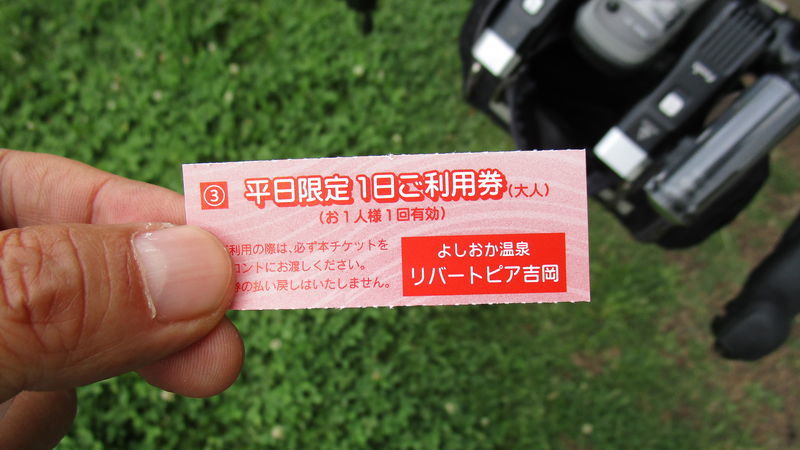 ③ 平日限定 1日ご利用券 (大人)
(お1人様1回有効)
利用の際は、必ず本チケットを
ロントにお渡しください。
の払い戻しはいたしません。
よしおか温泉
リバートピア吉岡